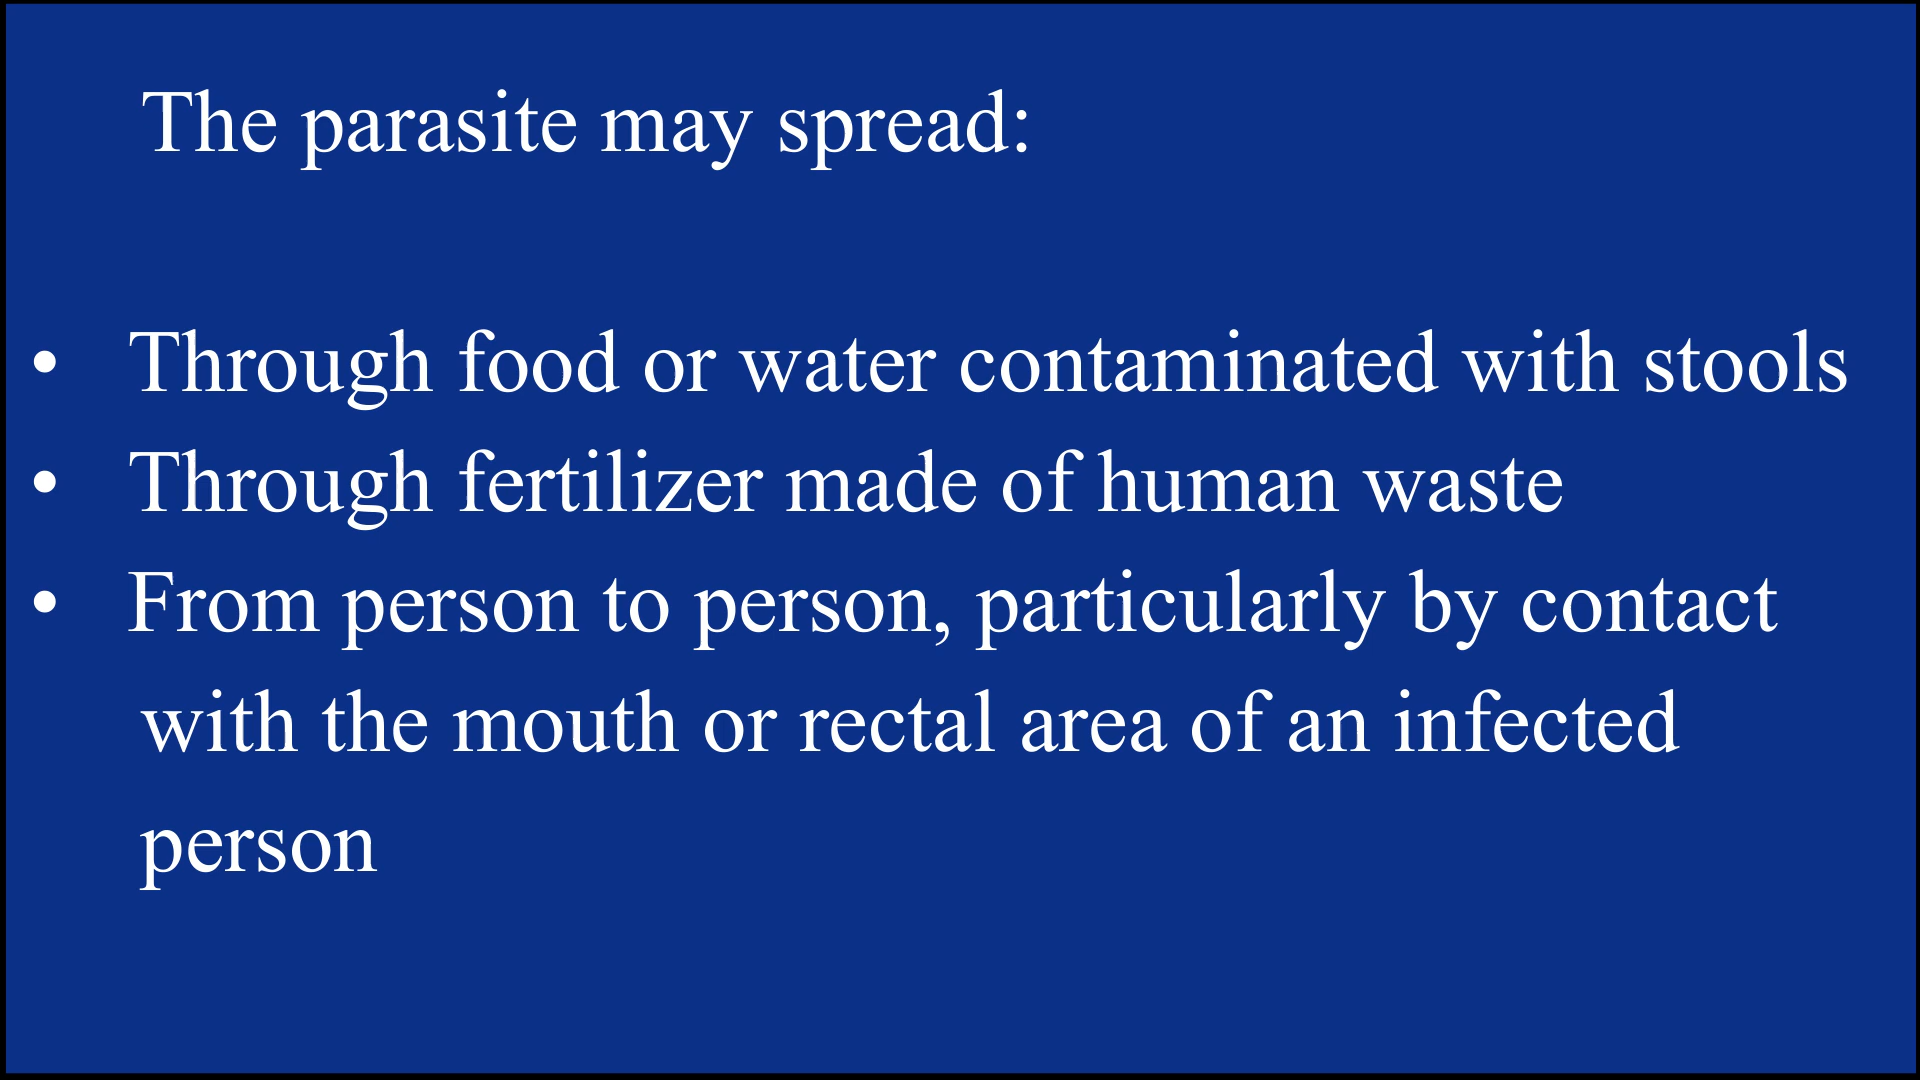 The parasite may spread:
• Through food or water contaminated with stools
• Through fertilizer made of human waste
• From person to person, particularly by contact
with the mouth or rectal area of an infected
person